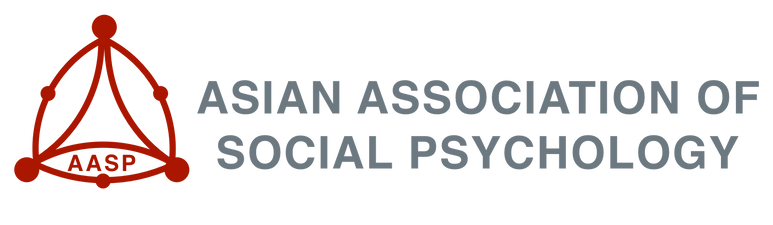 AASP
ASIAN ASSOCIATION OF
SOCIAL PSYCHOLOGY